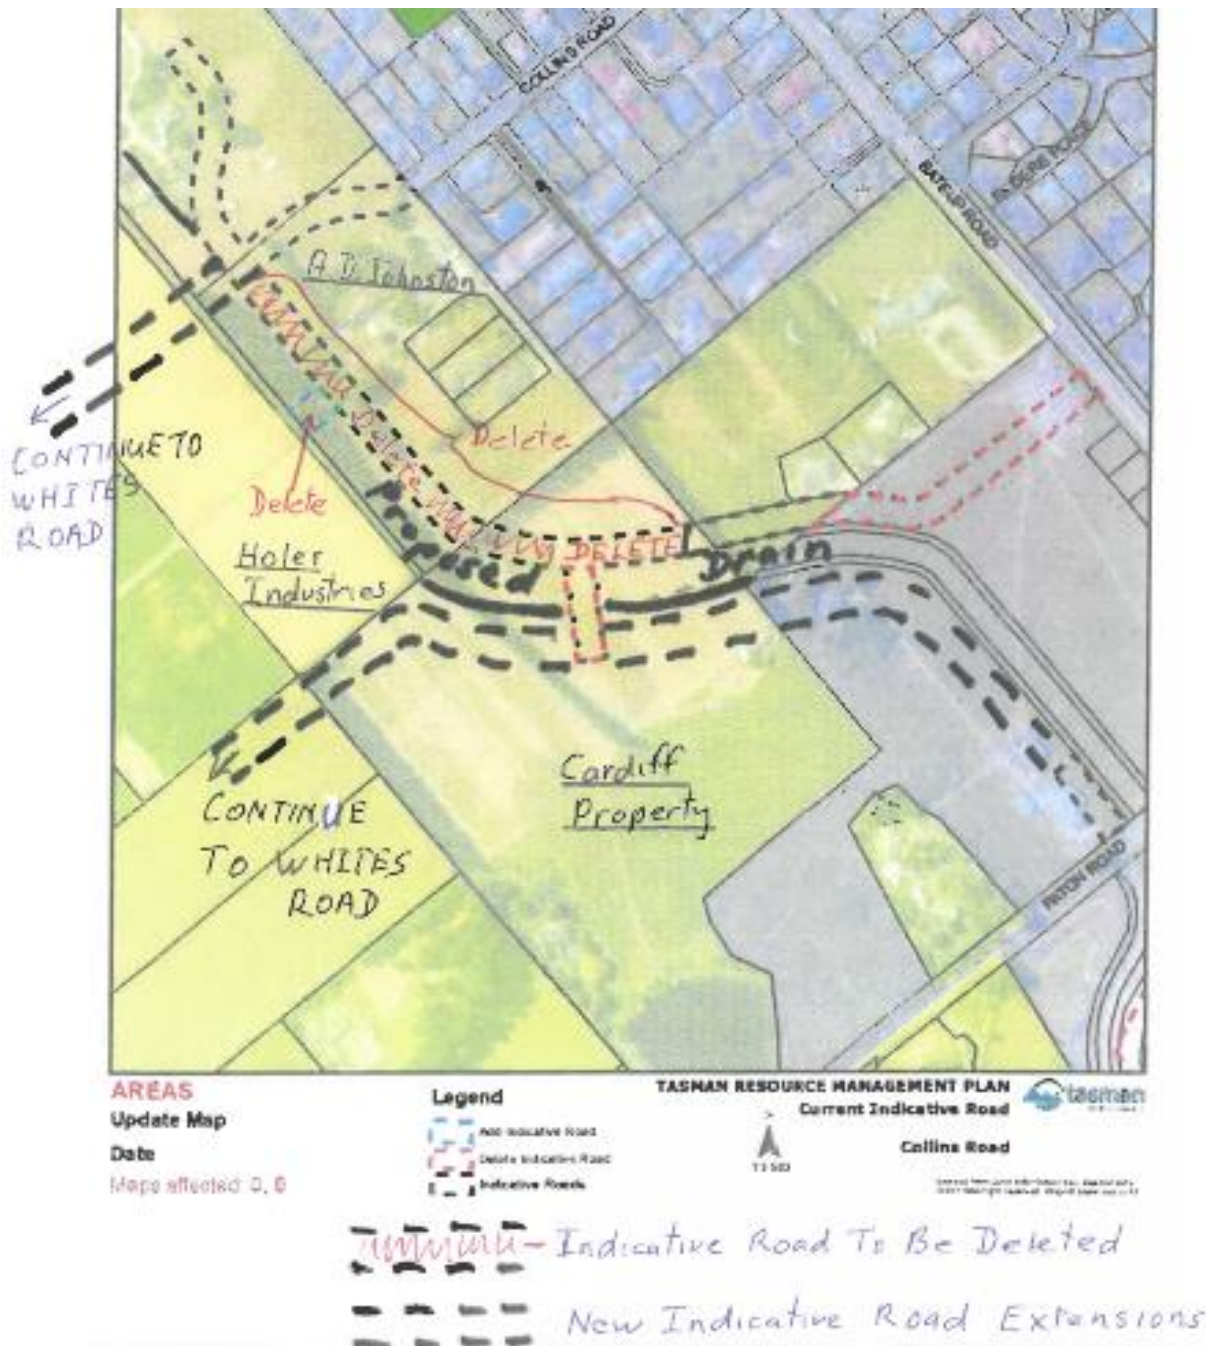 COLLINS ROAD
BATEUP ROAD
A.D. Johnston
CONTINUE TO
WHITES
ROAD
Delete
Delete
Delete
Holer
Industries
Proposed
DELETE
Drain
Cardiff
Property
CONTINUE
TO WHITES
ROAD
PATON ROAD
AREAS
Update Map
Date
Maps affected: 0, 0
Legend
Add Indicative Road
Delete Indicative Road
Indicative Roads
TASMAN RESOURCE MANAGEMENT PLAN
Current Indicative Road
Collins Road
tasman
Indicative Road To Be Deleted
New Indicative Road Extensions